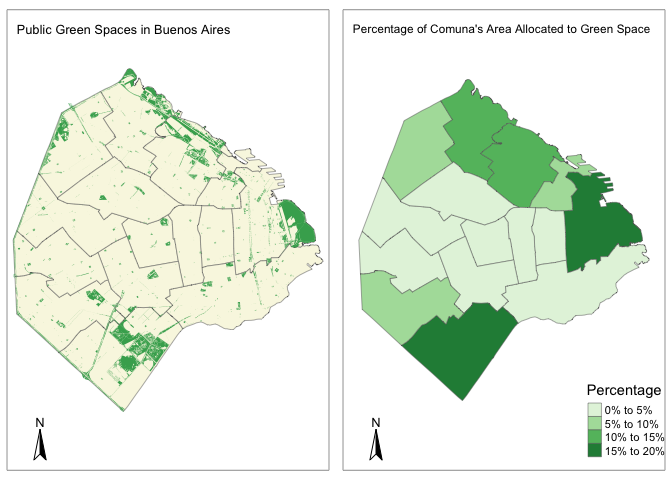 Public Green Spaces in Buenos Aires
Percentage of Comuna's Area Allocated to Green Space
Percentage
0% to 5%
5% to 10%
10% to 15%
15% to 20%
N
N